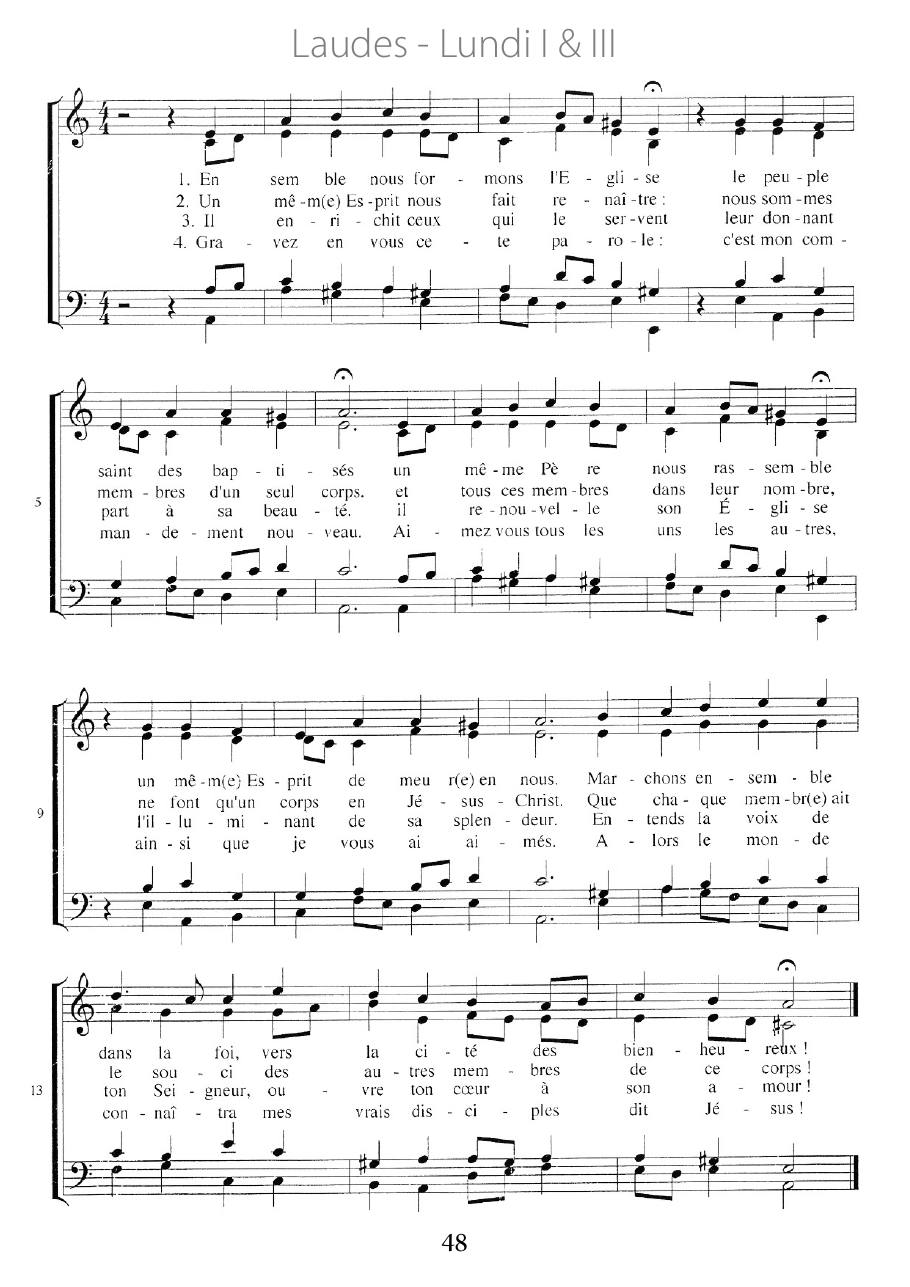 Laudes - Lundi I & III
1. En sem ble nous for - mons l'E - gli - se le peu - ple
2. Un mê-m(e) Es-prit nous fait re - naî-tre : nous som-mes
3. Il en - ri - chit ceux qui le ser-vent leur don-nant
4. Gra - vez en vous ce - te pa - ro-le : c'est mon com -
saint des bap - ti - sés un mê-me Pè re nous ras - sem-ble
5
mem - bres d'un seul corps. et tous ces mem-bres dans leur nom-bre,
part à sa beau - té. il re - nou-vel - le son É - gli-se
man - de - ment nou - veau. Ai - mez vous tous les uns les au-tres,
un mê-m(e) Es-prit de meu r(e) en nous. Mar - chons en - sem - ble
ne font qu'un corps en Jé - sus - Christ. Que cha - que mem-br(e) ait
9
l'il - lu - mi - nant de sa splen - deur. En - tends la voix de
ain - si que je vous ai ai - més. A - lors le mon - de
dans la foi, vers la ci - té des bien - heu - reux !
le sou - ci des au - tres mem - bres de ce corps !
13
ton Sei - gneur, ou - vre ton cœur à son a - mour !
con - naî - tra mes vrais dis - ci - ples dit Jé - sus !
48